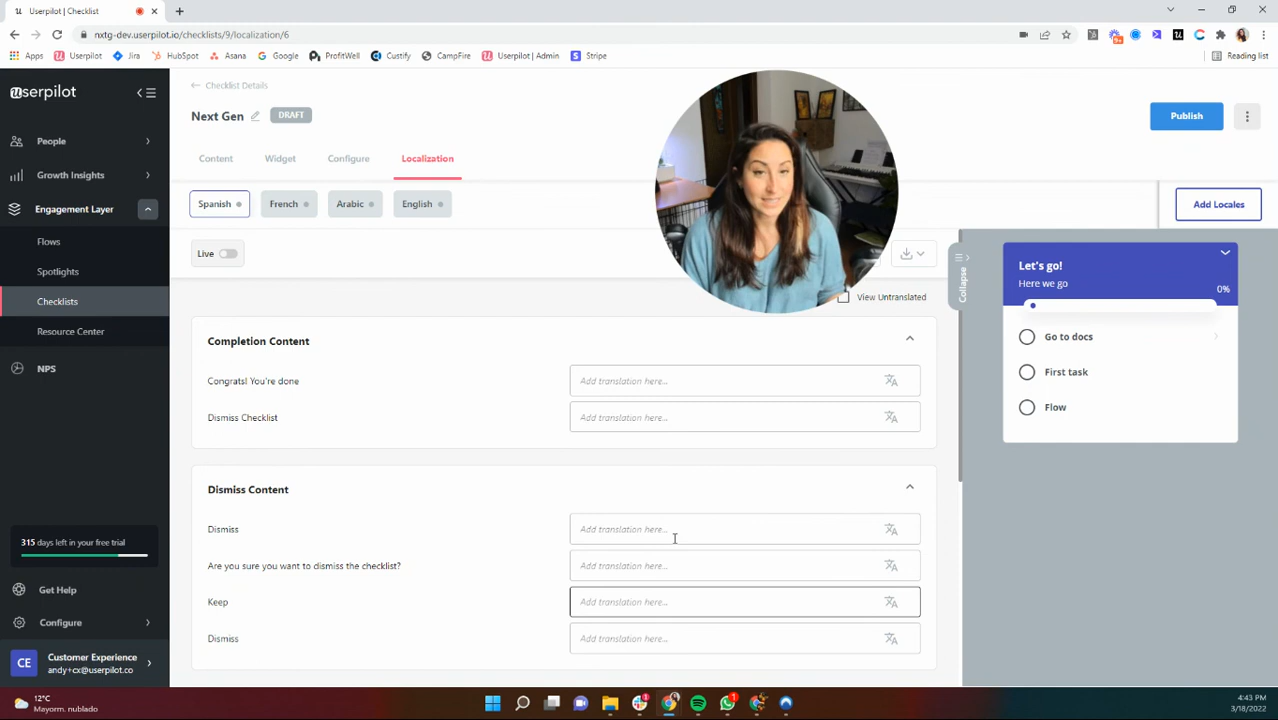 Userpilot | Checklist
nxtg-dev.userpilot.io/checklists/9/localization/6
Apps
Userpilot
Jira
HubSpot
Asana
Google
ProfitWell
Custify
CampFire
Userpilot | Admin
Stripe
Reading list
userpilot
People
Growth Insights
Engagement Layer
Flows
Spotlights
Checklists
Resource Center
NPS
315 days left in your free trial
Get Help
Configure
CE
Customer Experience
andy+cx@userpilot.co
Checklist Details
Next Gen
DRAFT
Publish
Content
Widget
Configure
Localization
Spanish
French
Arabic
English
Add Locales
Live
View Untranslated
Completion Content
Congrats! You're done
Add translation here...
Dismiss Checklist
Add translation here...
Dismiss Content
Dismiss
Add translation here...
Are you sure you want to dismiss the checklist?
Add translation here...
Keep
Add translation here...
Dismiss
Add translation here...
Collapse
Let's go!
Here we go
0%
Go to docs
First task
Flow
12°C
Mayorm. nublado
4:43 PM
3/18/2022